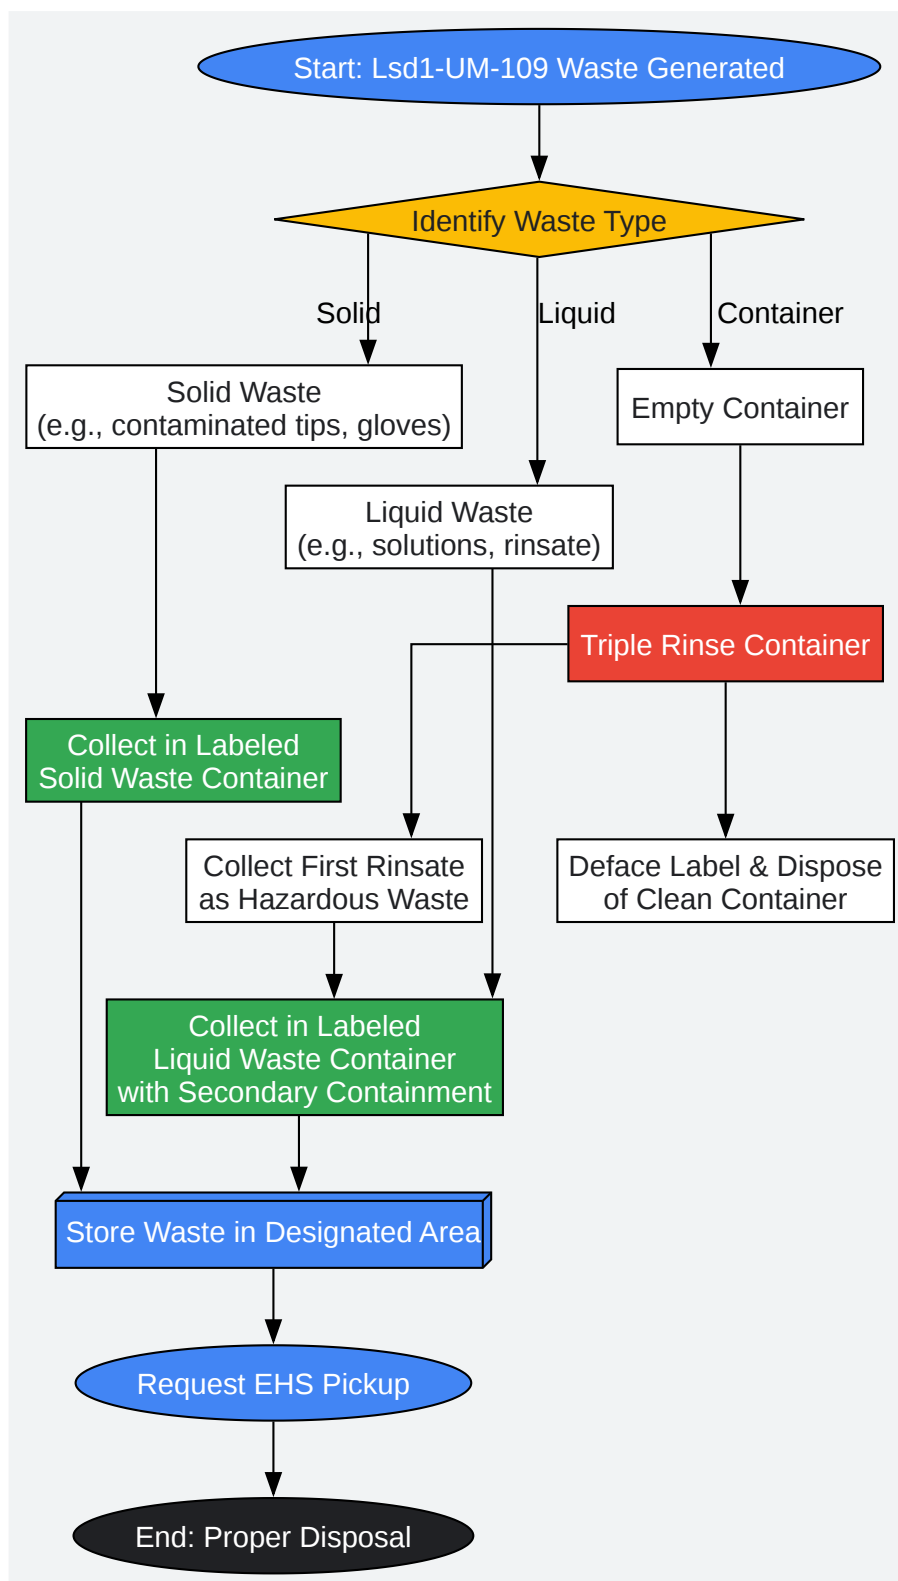 Start: Lsd1-UM-109 Waste Generated
Identify Waste Type
Solid
Liquid
Container
Solid Waste
(e.g., contaminated tips, gloves)
Empty Container
Liquid Waste
(e.g., solutions, rinsate)
Triple Rinse Container
Collect in Labeled
Solid Waste Container
Collect First Rinsate
as Hazardous Waste
Deface Label & Dispose
of Clean Container
Collect in Labeled
Liquid Waste Container
with Secondary Containment
Store Waste in Designated Area
Request EHS Pickup
End: Proper Disposal